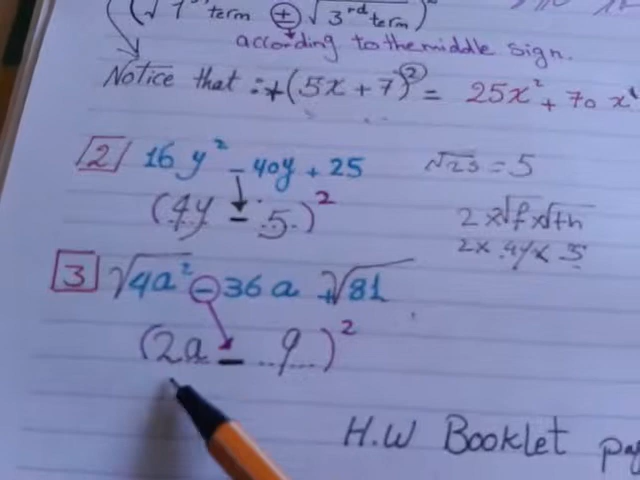 (√1st term ± √3rd term)²
according to the middle sign.
Notice that :→ (5x + 7)² = 25x² + 70x
[2] 16y² - 40y + 25
√25 = 5
(4y - 5)²
2×√f×√th
2×4y×5
[3] √4a² - 36a + √81
(2a - 9)²
H.W Booklet